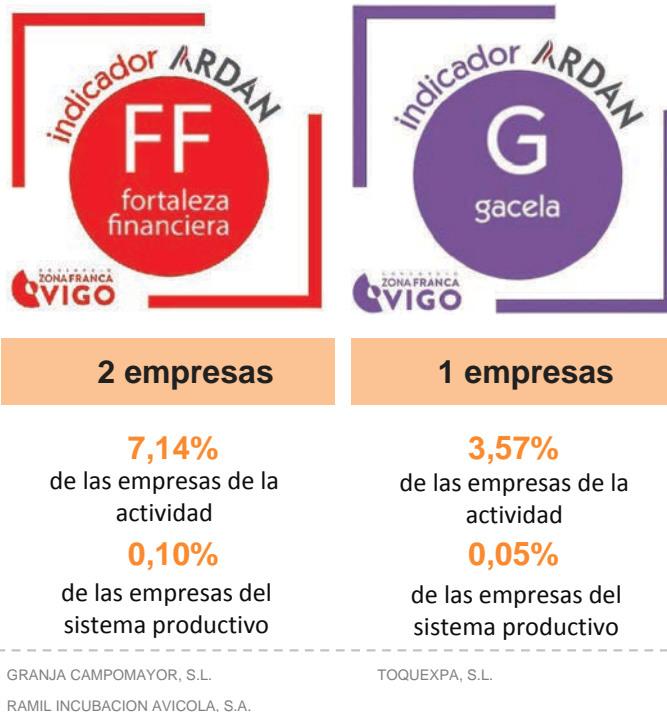 indicador ARDAN
FF
fortaleza
financiera
CONSORCIO
ZONA FRANCA
VIGO
2 empresas
7,14%
de las empresas de la
actividad
0,10%
de las empresas del
sistema productivo
GRANJA CAMPOMAYOR, S.L.
RAMIL INCUBACION AVICOLA, S.A.
indicador ARDAN
G
gacela
CONSORCIO
ZONA FRANCA
VIGO
1 empresas
3,57%
de las empresas de la
actividad
0,05%
de las empresas del
sistema productivo
TOQUEXPA, S.L.